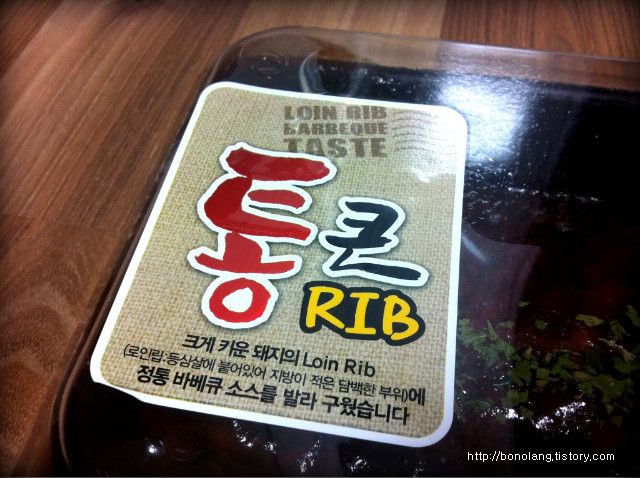 LOIN RIB
BARBEQUE
TASTE
통큰
RIB
크게 키운 돼지의 Loin Rib
(로인립:등심살에 붙어있어 지방이 적은 담백한 부위)에
정통 바베큐 소스를 발라 구웠습니다
http://bonolang.tistory.com